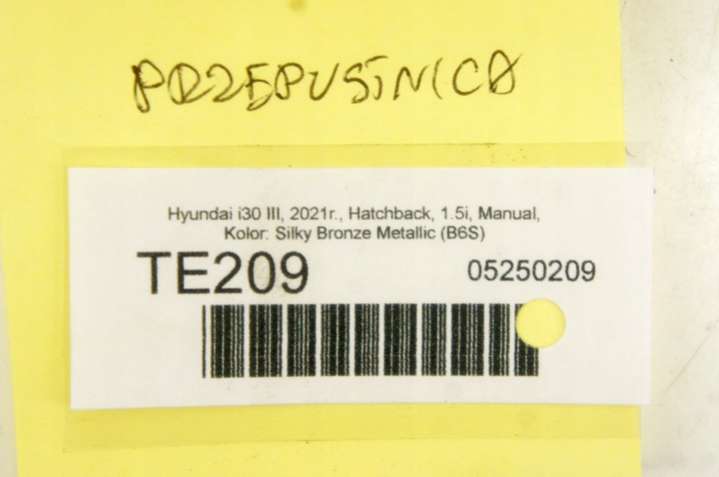 PRZEPUSTNICA
Hyundai i30 III, 2021r., Hatchback, 1.5i, Manual,
Kolor: Silky Bronze Metallic (B6S)
TE209 05250209